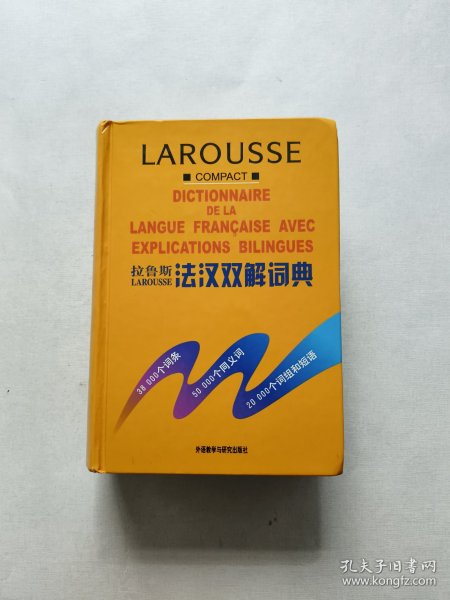 LAROUSSE
■ COMPACT ■
DICTIONNAIRE
DE LA
LANGUE FRANÇAISE AVEC
EXPLICATIONS BILINGUES
拉鲁斯
LAROUSSE
法汉双解词典
38 000个词条
50 000个同义词
20 000个词组和短语
外语教学与研究出版社
孔夫子旧书网
www.kongfz.com